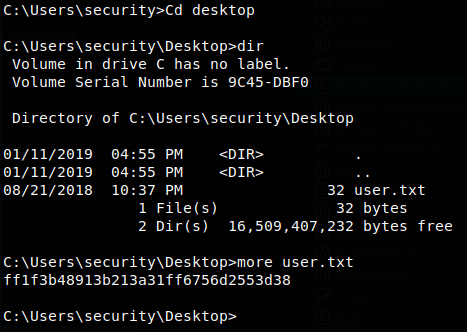 C:\Users\security>Cd desktop
C:\Users\security\Desktop>dir
 Volume in drive C has no label.
 Volume Serial Number is 9C45-DBF0
 Directory of C:\Users\security\Desktop
01/11/2019  04:55 PM    <DIR>          .
01/11/2019  04:55 PM    <DIR>          ..
08/21/2018  10:37 PM                32 user.txt
               1 File(s)             32 bytes
               2 Dir(s)  16,509,407,232 bytes free
C:\Users\security\Desktop>more user.txt
ff1f3b48913b213a31ff6756d2553d38
C:\Users\security\Desktop>